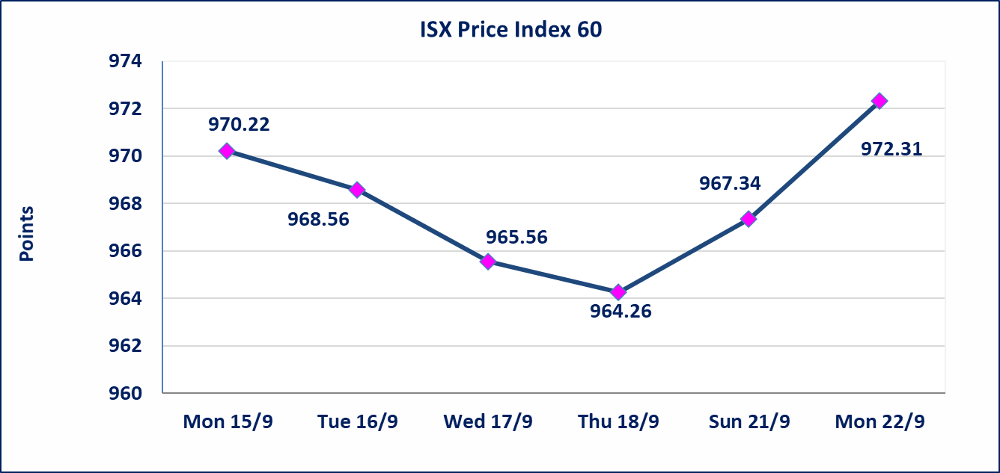 ISX Price Index 60
974
972
970
968
966
964
962
960
Points
970.22
968.56
965.56
964.26
967.34
972.31
Mon 15/9
Tue 16/9
Wed 17/9
Thu 18/9
Sun 21/9
Mon 22/9